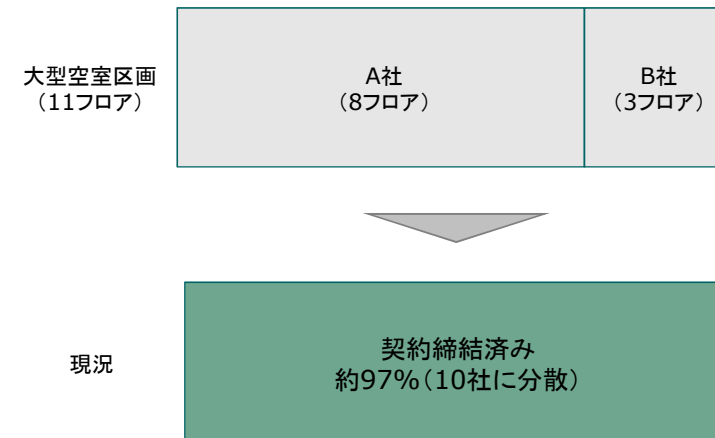 大型空室区画
（11フロア）
A社
（8フロア）
B社
（3フロア）
現況
契約締結済み
約97%（10社に分散）